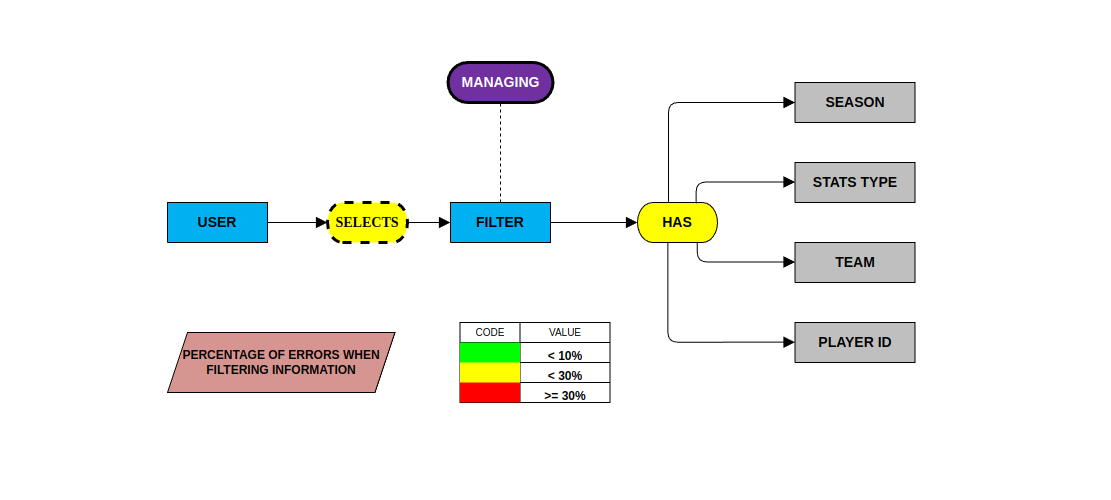 MANAGING
SEASON
STATS TYPE
USER
SELECTS
FILTER
HAS
TEAM
PLAYER ID
PERCENTAGE OF ERRORS WHEN
FILTERING INFORMATION
CODE VALUE
< 10%
< 30%
>= 30%